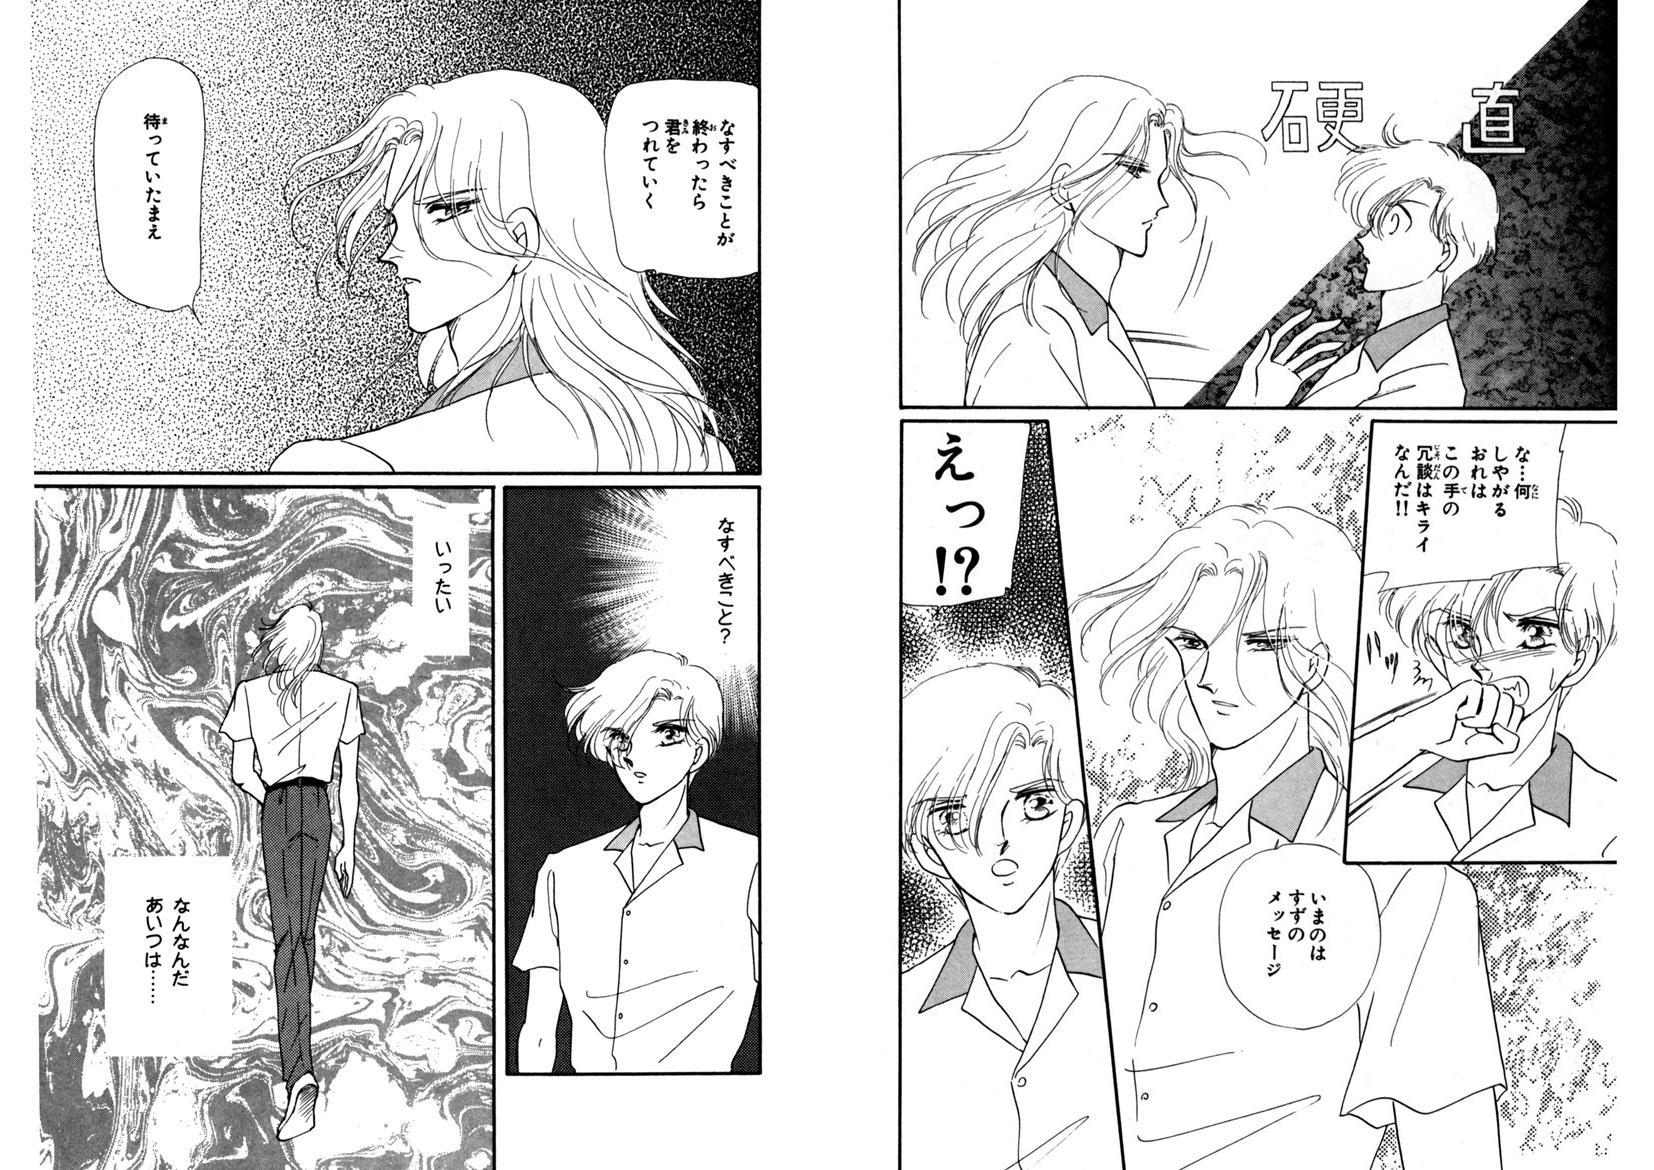 硬直
な…何
しやがる
おれは
この手の
冗談はキライ
なんだ!!
いまのは
すずの
メッセージ
えっ!?
なすべきことが
終わったら
君を
つれていく
待っていたまえ
なすべきこと？
いったい
なんなんだ
あいつは……